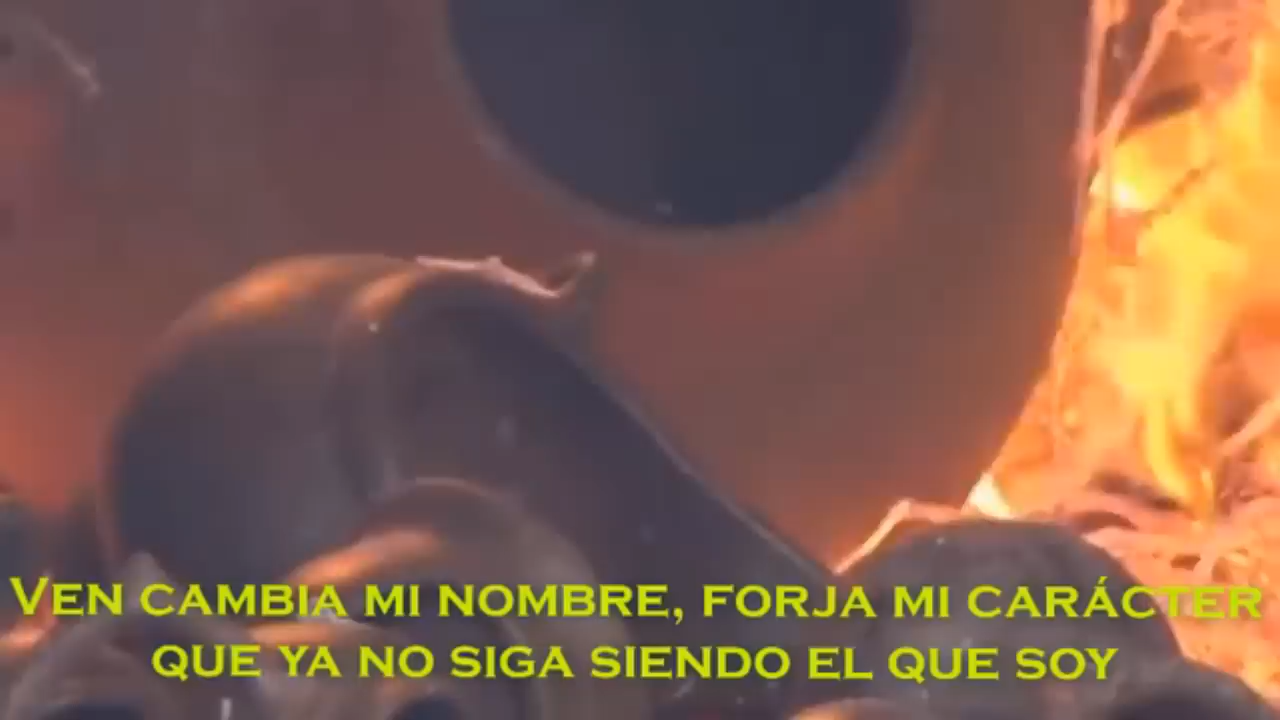 VEN CAMBIA MI NOMBRE, FORJA MI CARÁCTER
QUE YA NO SIGA SIENDO EL QUE SOY